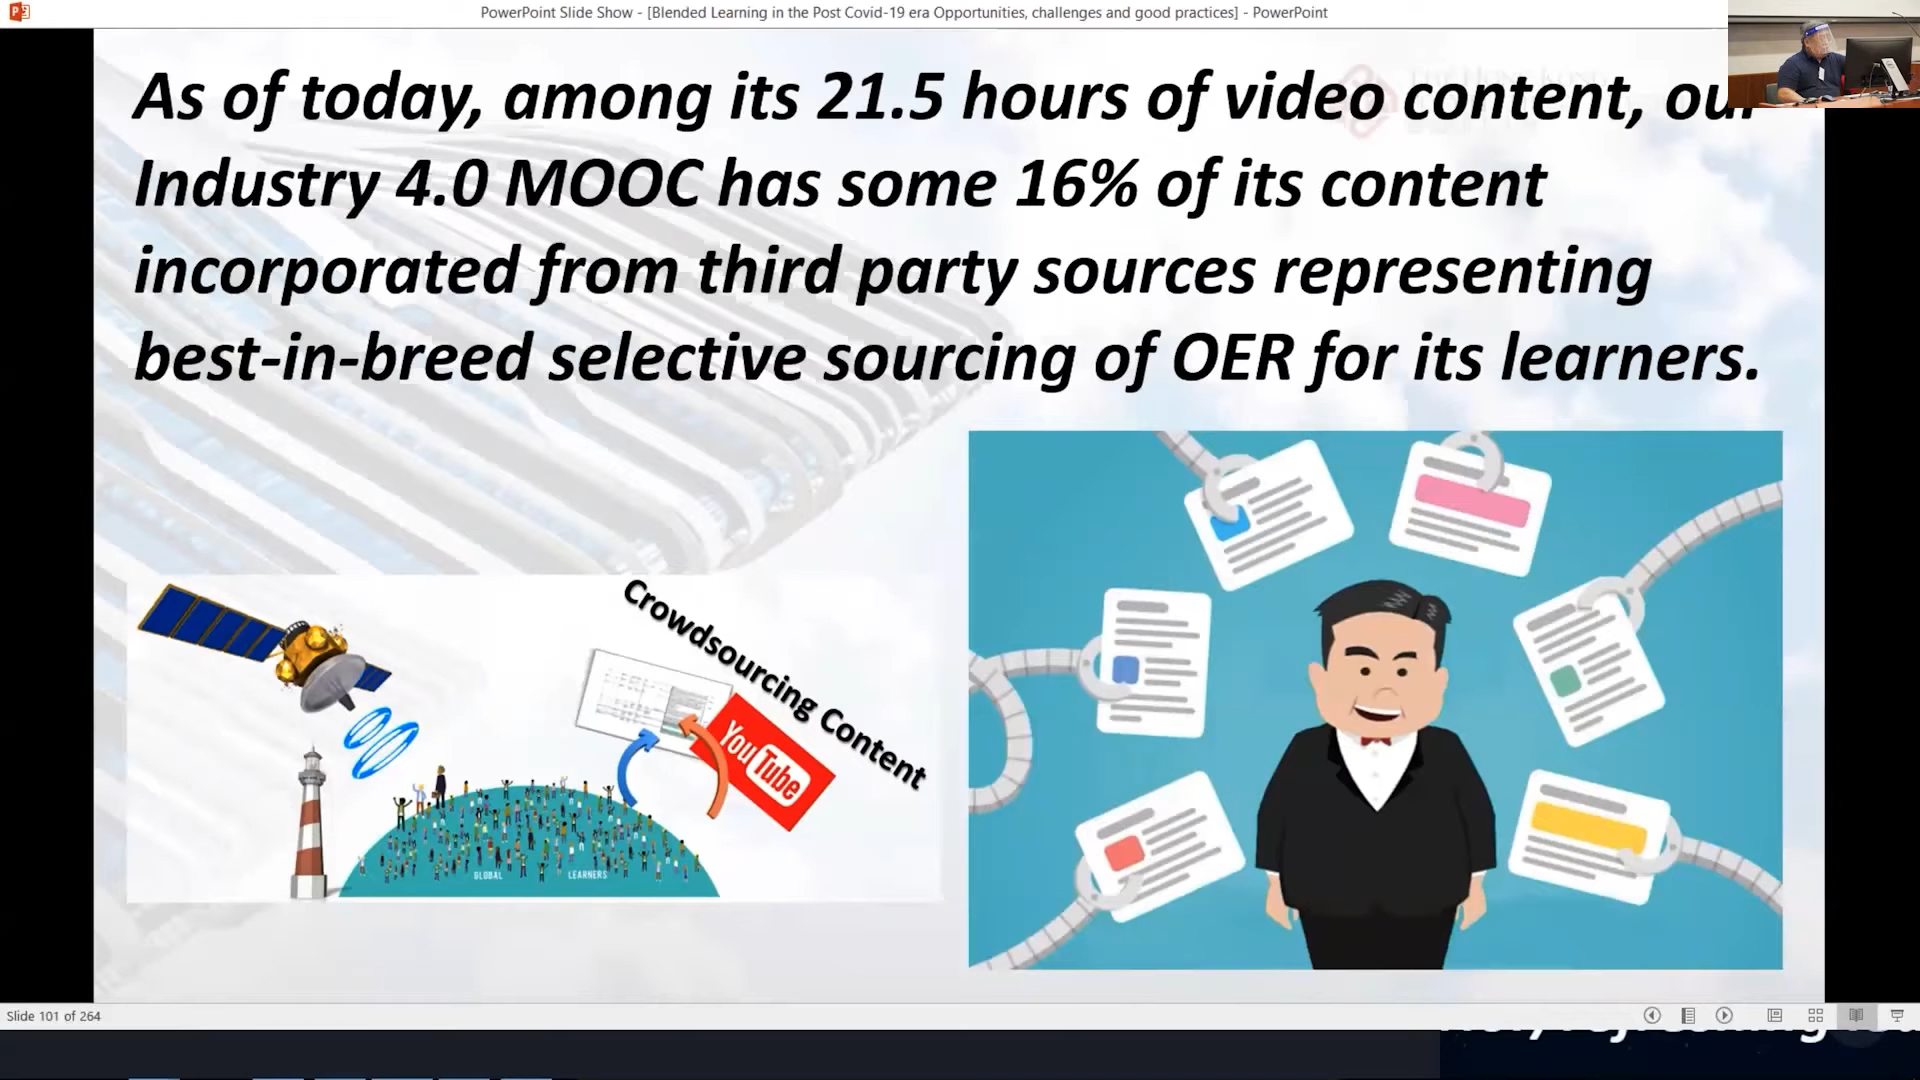 PowerPoint Slide Show - [Blended Learning in the Post Covid-19 era Opportunities, challenges and good practices] - PowerPoint
As of today, among its 21.5 hours of video content, our
Industry 4.0 MOOC has some 16% of its content
incorporated from third party sources representing
best-in-breed selective sourcing of OER for its learners.
Crowdsourcing Content
YouTube
GLOBAL LEARNERS
Slide 101 of 264